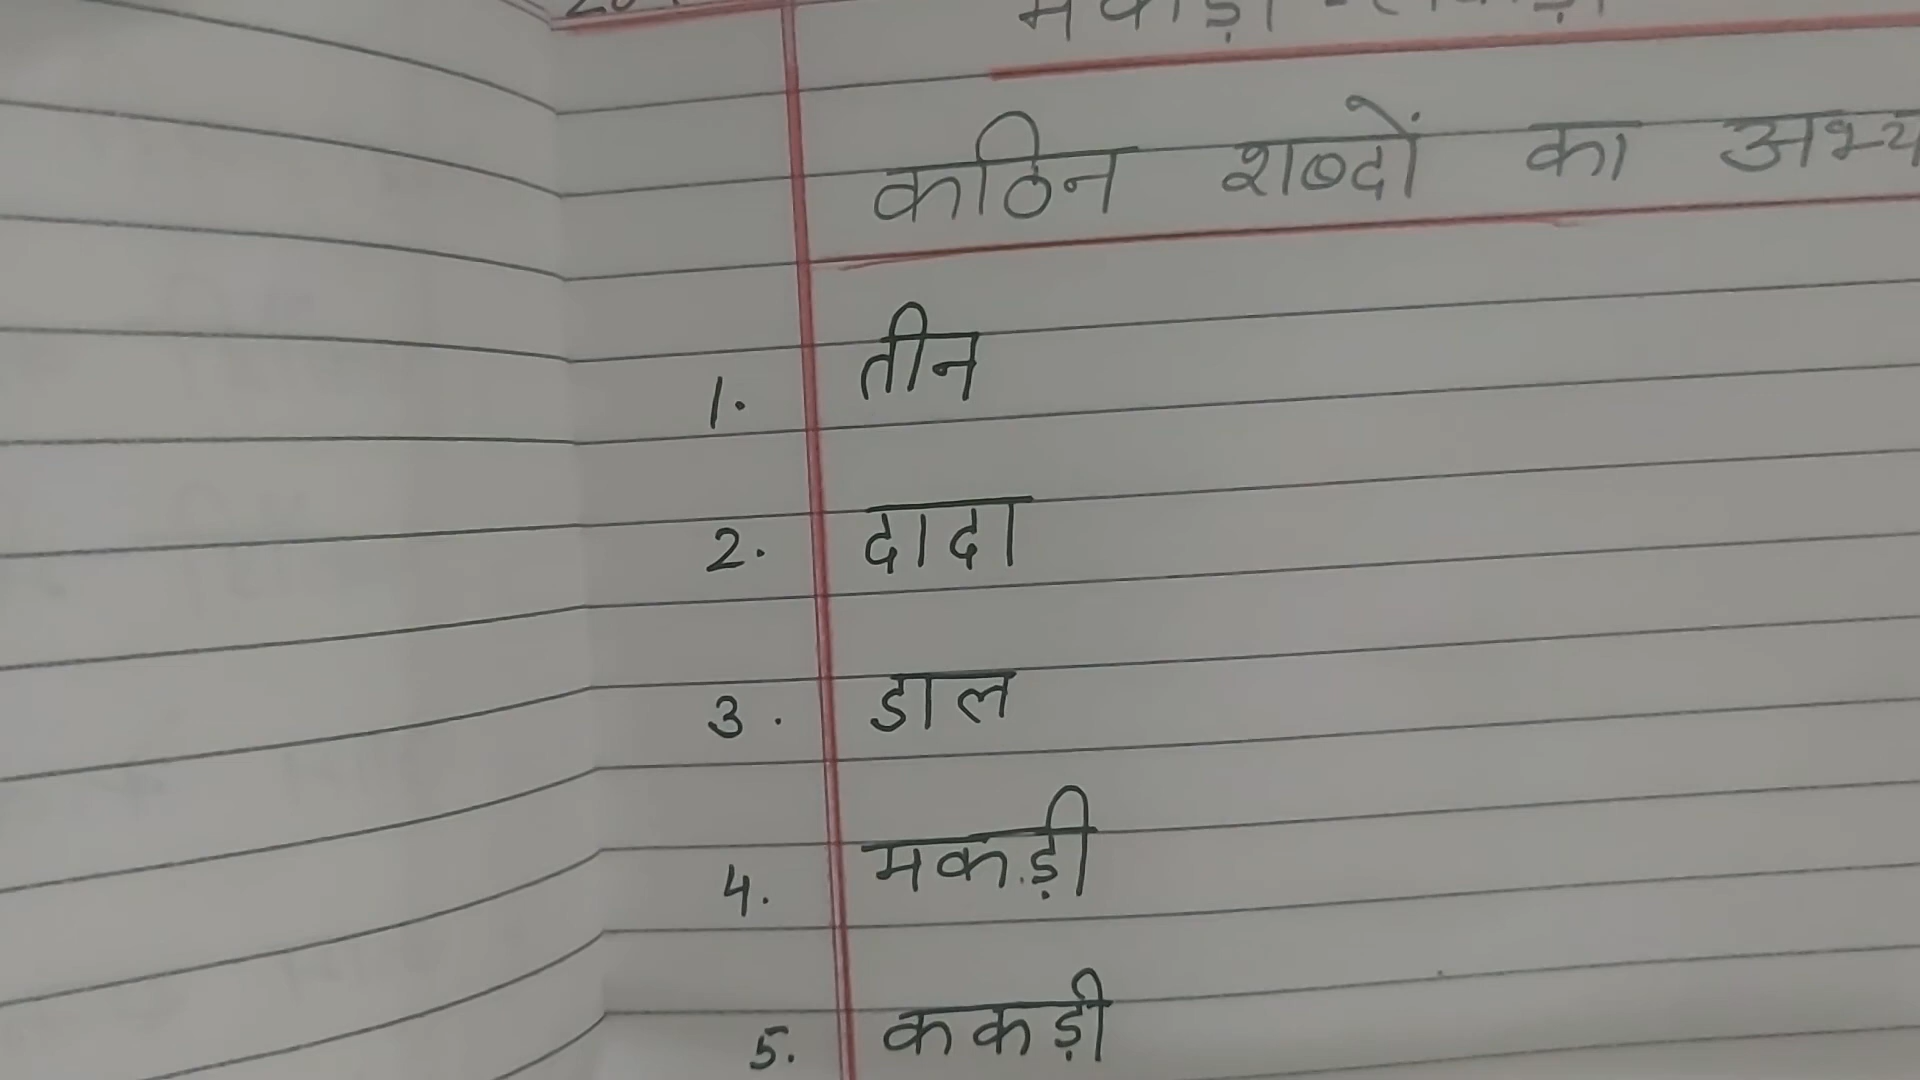 कठिन शब्दों का
1. तीन
2. दादा
3. डाल
4. मकड़ी
5. ककड़ी